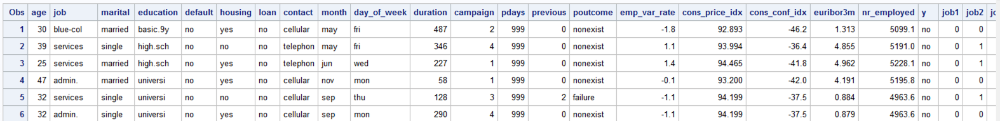 Obs age job marital education default housing loan contact month day_of_week duration campaign pdays previous poutcome emp_var_rate cons_price_idx cons_conf_idx euribor3m nr_employed y job1 job2
1 30 blue-col married basic.9y no yes no cellular may fri 487 2 999 0 nonexist -1.8 92.893 -46.2 1.313 5099.1 no 0 0
2 39 services single high.sch no no no telephon may fri 346 4 999 0 nonexist 1.1 93.994 -36.4 4.855 5191.0 no 0 1
3 25 services married high.sch no yes no telephon jun wed 227 1 999 0 nonexist 1.4 94.465 -41.8 4.962 5228.1 no 0 1
4 47 admin. married universi no yes no cellular nov mon 58 1 999 0 nonexist -0.1 93.200 -42.0 4.191 5195.8 no 0 0
5 32 services single universi no no no cellular sep thu 128 3 999 2 failure -1.1 94.199 -37.5 0.884 4963.6 no 0 1
6 32 admin. single universi no yes no cellular sep mon 290 4 999 0 nonexist -1.1 94.199 -37.5 0.879 4963.6 no 0 0